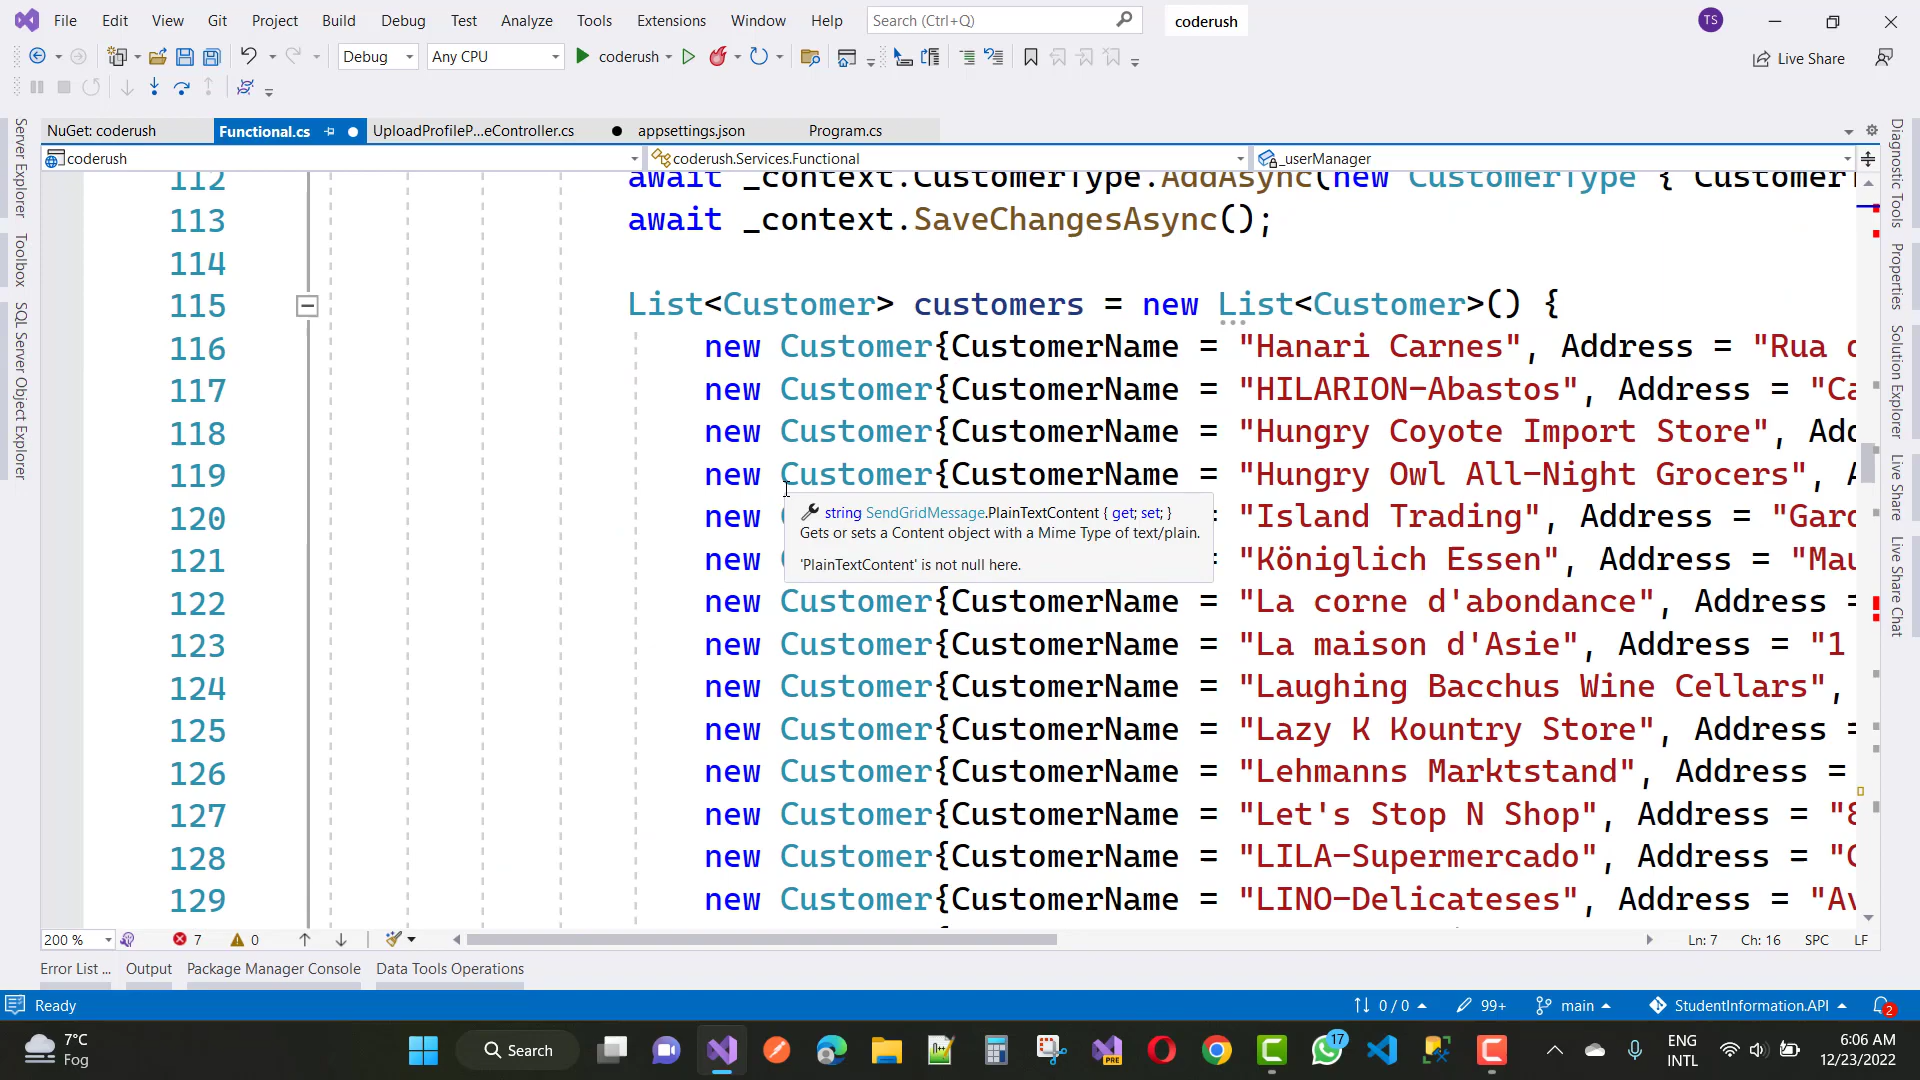 File Edit View Git Project Build Debug Test Analyze Tools Extensions Window Help Search (Ctrl+Q) coderush TS
Debug Any CPU coderush Live Share
NuGet: coderush Functional.cs UploadProfileP...eController.cs appsettings.json Program.cs
coderush coderush.Services.Functional _userManager
112 await _context.CustomerType.AddAsync(new CustomerType {
113 await _context.SaveChangesAsync();
114
115 List<Customer> customers = new List<Customer>() {
116 new Customer{CustomerName = "Hanari Carnes", Address = "Rua
117 new Customer{CustomerName = "HILARION-Abastos", Address = "Ca
118 new Customer{CustomerName = "Hungry Coyote Import Store", Add
119 new Customer{CustomerName = "Hungry Owl All-Night Grocers", A
string SendGridMessage.PlainTextContent { get; set; }
Gets or sets a Content object with a Mime Type of text/plain.
'PlainTextContent' is not null here.
120 new = "Island Trading", Address = "Gard
121 new = "Königlich Essen", Address = "Mau
122 new Customer{CustomerName = "La corne d'abondance", Address =
123 new Customer{CustomerName = "La maison d'Asie", Address = "1
124 new Customer{CustomerName = "Laughing Bacchus Wine Cellars",
125 new Customer{CustomerName = "Lazy K Kountry Store", Address =
126 new Customer{CustomerName = "Lehmanns Marktstand", Address =
127 new Customer{CustomerName = "Let's Stop N Shop", Address = "8
128 new Customer{CustomerName = "LILA-Supermercado", Address = "C
129 new Customer{CustomerName = "LINO-Delicateses", Address = "Av
200 % 7 0 Ln: 7 Ch: 16 SPC LF
Error List ... Output Package Manager Console Data Tools Operations
Ready 0 / 0 99+ main StudentInformation.API 2
Server Explorer
Toolbox
SQL Server Object Explorer
Diagnostic Tools
Properties
Solution Explorer
Live Share
Live Share Chat
7°C
Fog
Search
PRE
17
ENG
INTL
6:06 AM
12/23/2022